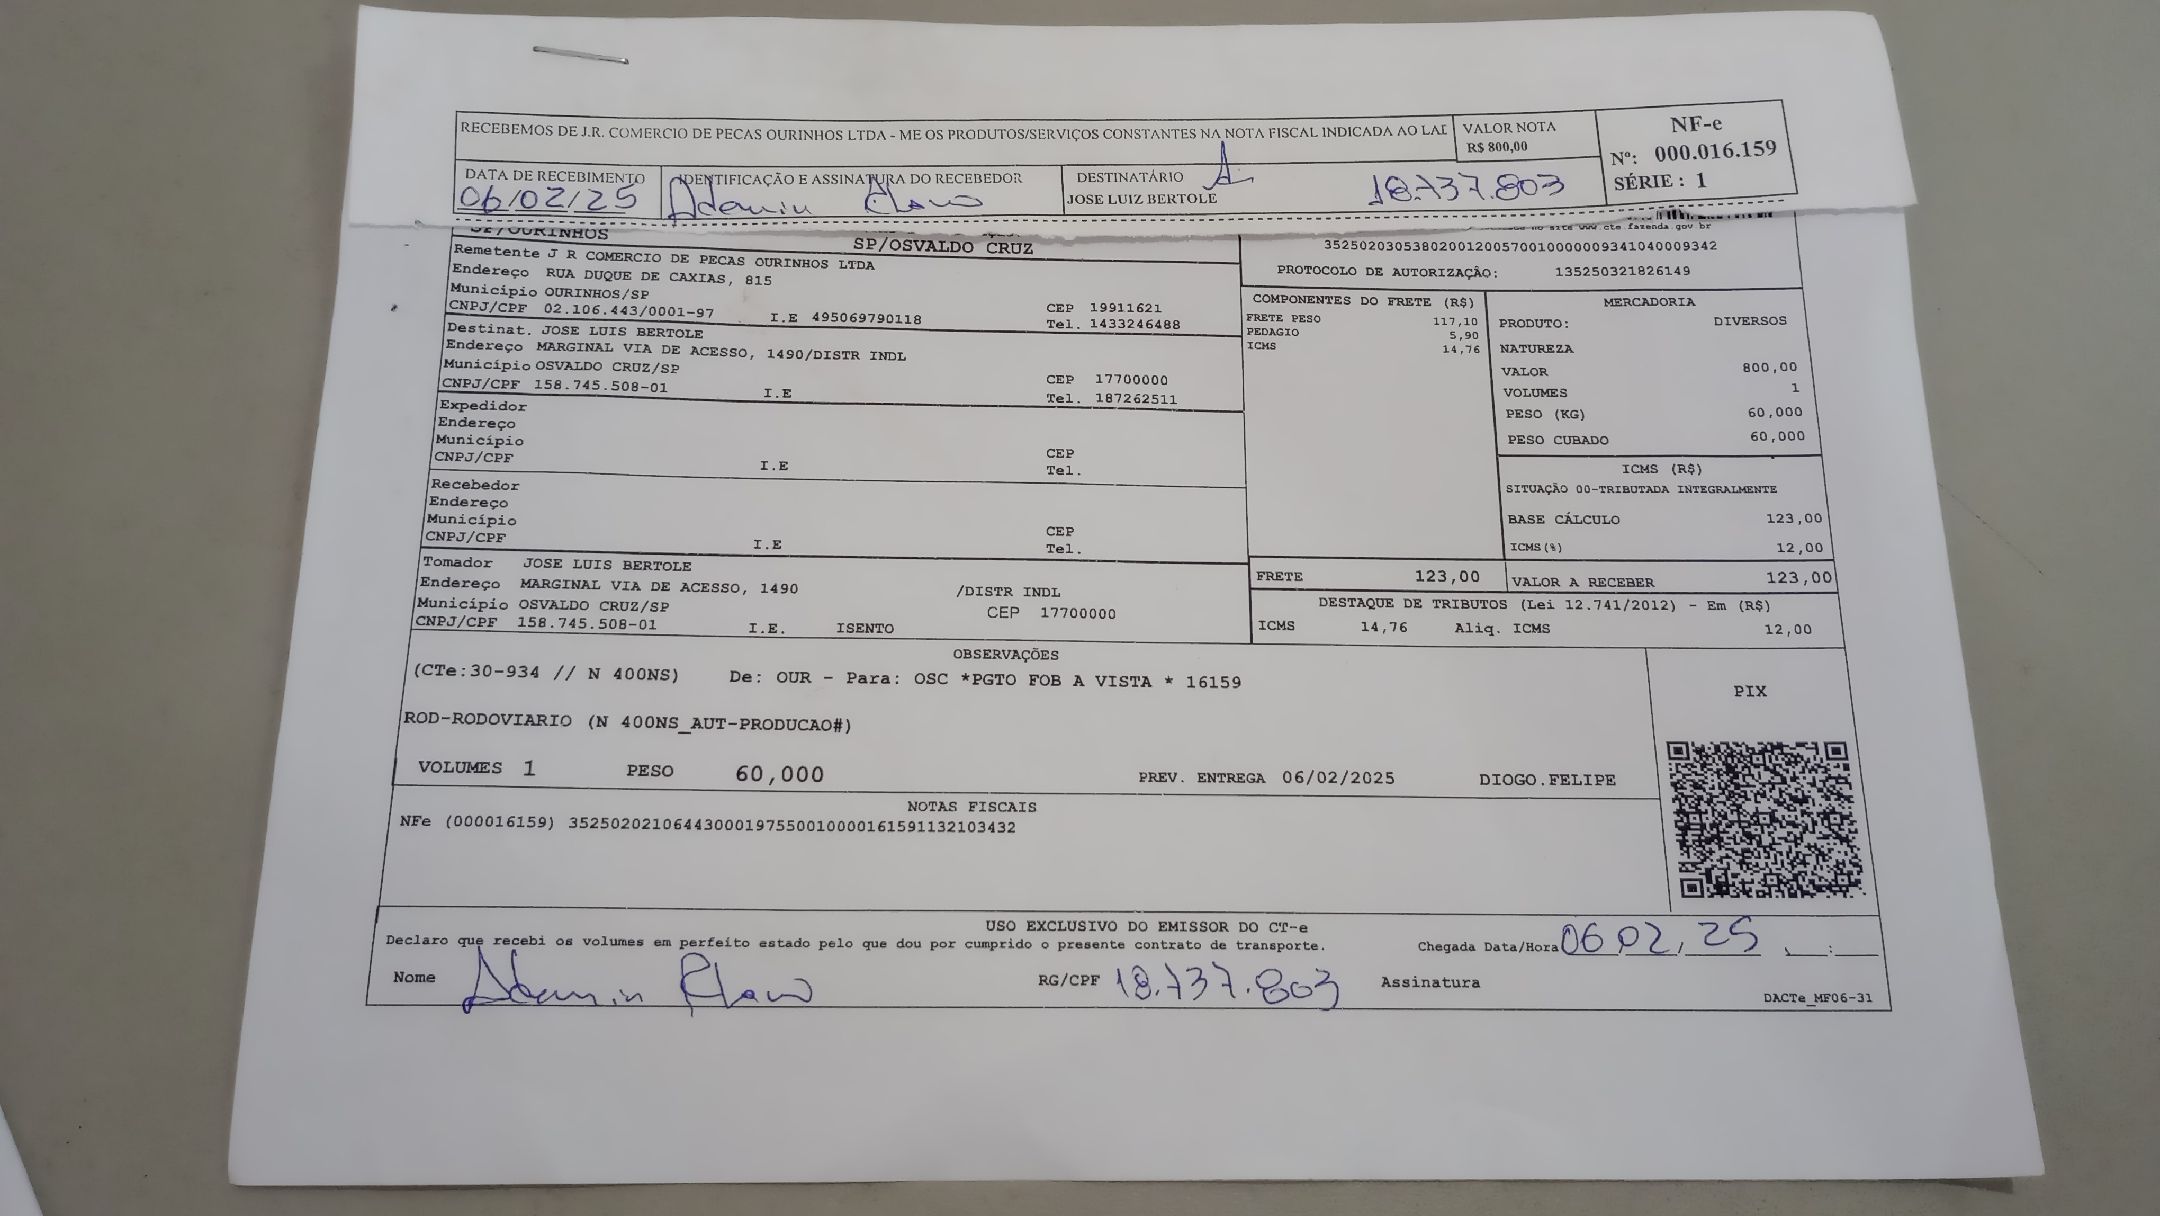 RECEBEMOS DE J.R. COMERCIO DE PECAS OURINHOS LTDA - ME OS PRODUTOS/SERVIÇOS CONSTANTES NA NOTA FISCAL INDICADA AO LAI
VALOR NOTA
R$ 800,00
NF-e
Nº: 000.016.159
SÉRIE : 1
DATA DE RECEBIMENTO
06/02/25
IDENTIFICAÇÃO E ASSINATURA DO RECEBEDOR
DESTINATÁRIO
JOSE LUIZ BERTOLE
18.737.803
SP/OURINHOS
SP/OSVALDO CRUZ
no site www.cte.fazenda.gov.br
35250203053802001200570010000009341040009342
PROTOCOLO DE AUTORIZAÇÃO: 135250321826149
Remetente J R COMERCIO DE PECAS OURINHOS LTDA
Endereço RUA DUQUE DE CAXIAS, 815
Município OURINHOS/SP CEP 19911621
CNPJ/CPF 02.106.443/0001-97 I.E 495069790118 Tel. 1433246488
Destinat. JOSE LUIS BERTOLE
Endereço MARGINAL VIA DE ACESSO, 1490/DISTR INDL
Município OSVALDO CRUZ/SP CEP 17700000
CNPJ/CPF 158.745.508-01 I.E Tel. 187262511
Expedidor
Endereço
Município CEP
CNPJ/CPF I.E Tel.
Recebedor
Endereço
Município CEP
CNPJ/CPF I.E Tel.
Tomador JOSE LUIS BERTOLE
Endereço MARGINAL VIA DE ACESSO, 1490 /DISTR INDL
Município OSVALDO CRUZ/SP CEP 17700000
CNPJ/CPF 158.745.508-01 I.E. ISENTO
COMPONENTES DO FRETE (R$)
FRETE PESO 117,10
PEDAGIO 5,90
ICMS 14,76
MERCADORIA
PRODUTO: DIVERSOS
NATUREZA
VALOR 800,00
VOLUMES 1
PESO (KG) 60,000
PESO CUBADO 60,000
ICMS (R$)
SITUAÇÃO 00-TRIBUTADA INTEGRALMENTE
BASE CÁLCULO 123,00
ICMS(%) 12,00
FRETE 123,00
VALOR A RECEBER 123,00
DESTAQUE DE TRIBUTOS (Lei 12.741/2012) - Em (R$)
ICMS 14,76 Aliq. ICMS 12,00
OBSERVAÇÕES
(CTe:30-934 // N 400NS) De: OUR - Para: OSC *PGTO FOB A VISTA * 16159
ROD-RODOVIARIO (N 400NS_AUT-PRODUCAO#)
VOLUMES 1 PESO 60,000 PREV. ENTREGA 06/02/2025 DIOGO.FELIPE
PIX
NOTAS FISCAIS
NFe (000016159) 35250202106443000197550010000161591132103432
USO EXCLUSIVO DO EMISSOR DO CT-e
Declaro que recebi os volumes em perfeito estado pelo que dou por cumprido o presente contrato de transporte.
Chegada Data/Hora 06 02, 25
Nome RG/CPF 18.737.803 Assinatura
DACTe_MF06-31